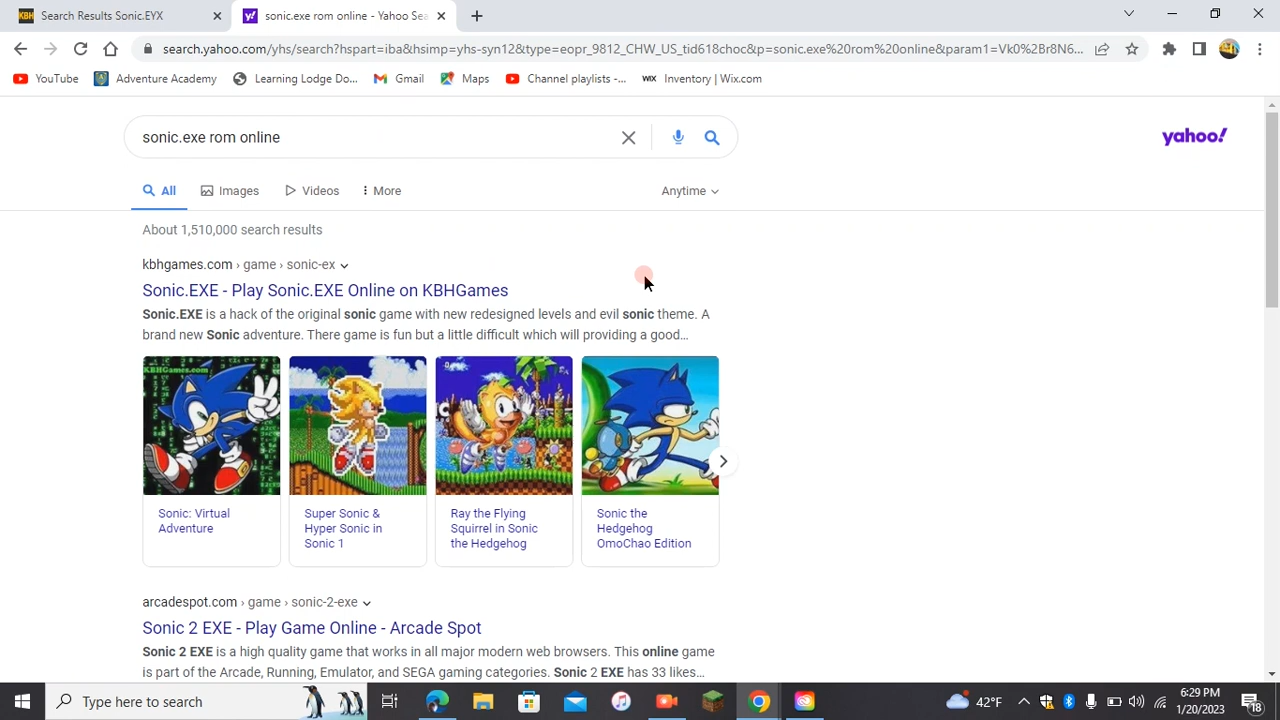 Search Results Sonic.EYX
sonic.exe rom online - Yahoo Sea
search.yahoo.com/yhs/search?hspart=iba&hsimp=yhs-syn12&type=eopr_9812_CHW_US_tid618choc&p=sonic.exe%20rom%20online&param1=Vk0%2Br8N6...
YouTube
Adventure Academy
Learning Lodge Do...
Gmail
Maps
Channel playlists -...
WIX Inventory | Wix.com
sonic.exe rom online
yahoo!
All
Images
Videos
More
Anytime
About 1,510,000 search results
kbhgames.com › game › sonic-ex
Sonic.EXE - Play Sonic.EXE Online on KBHGames
Sonic.EXE is a hack of the original sonic game with new redesigned levels and evil sonic theme. A
brand new Sonic adventure. There game is fun but a little difficult which will providing a good...
KBHGames.com
Sonic: Virtual
Adventure
Super Sonic &
Hyper Sonic in
Sonic 1
Ray the Flying
Squirrel in Sonic
the Hedgehog
Sonic the
Hedgehog
OmoChao Edition
arcadespot.com › game › sonic-2-exe
Sonic 2 EXE - Play Game Online - Arcade Spot
Sonic 2 EXE is a high quality game that works in all major modern web browsers. This online game
is part of the Arcade, Running, Emulator, and SEGA gaming categories. Sonic 2 EXE has 33 likes...
Type here to search
42°F
6:29 PM
1/20/2023
18